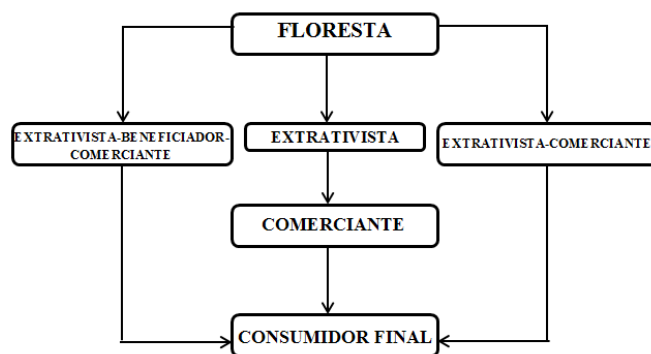 FLORESTA
EXTRATIVISTA-BENEFICIADOR-
COMERCIANTE
EXTRATIVISTA
EXTRATIVISTA-COMERCIANTE
COMERCIANTE
CONSUMIDOR FINAL